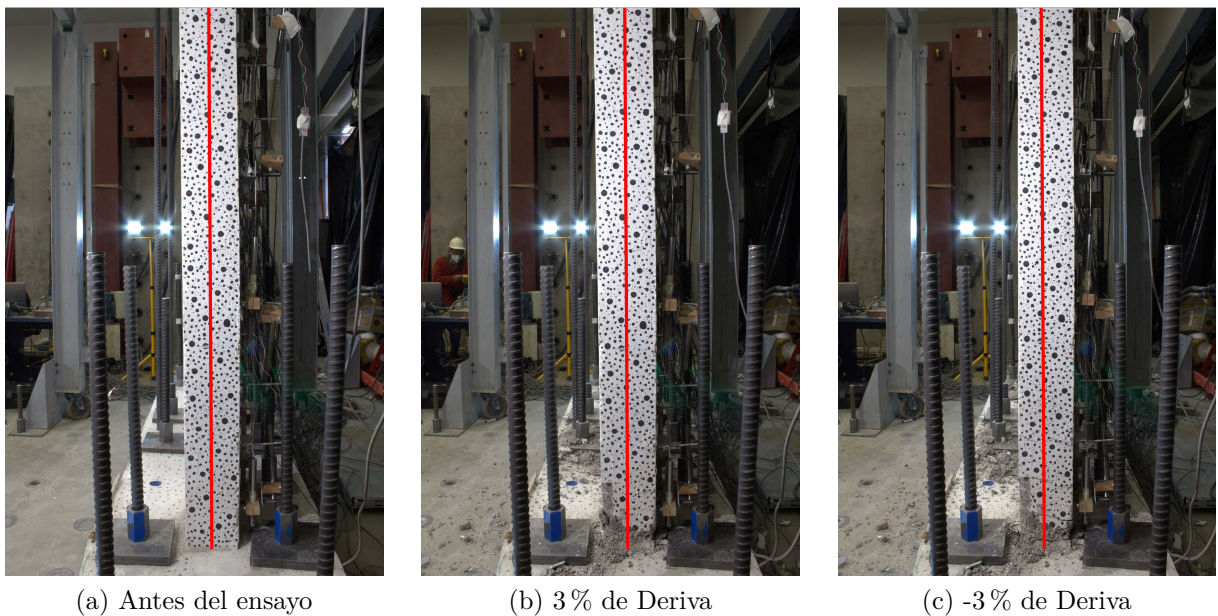 (a) Antes del ensayo
(b) 3 % de Deriva
(c) -3 % de Deriva